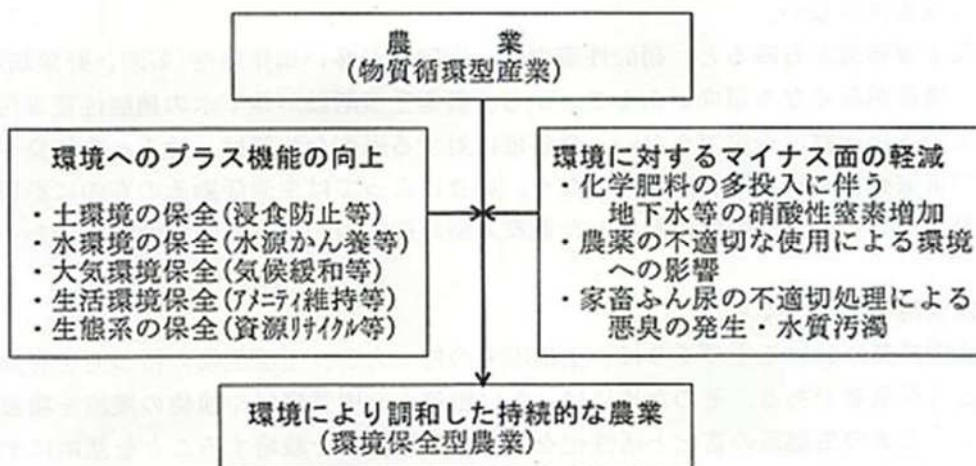 農　　業
(物質循環型産業)
環境へのプラス機能の向上
・土環境の保全(浸食防止等)
・水環境の保全(水源かん養等)
・大気環境保全(気候緩和等)
・生活環境保全(アメニティ維持等)
・生態系の保全(資源リサイクル等)
環境に対するマイナス面の軽減
・化学肥料の多投入に伴う
地下水等の硝酸性窒素増加
・農薬の不適切な使用による環境
への影響
・家畜ふん尿の不適切処理による
悪臭の発生・水質汚濁
環境により調和した持続的な農業
(環境保全型農業)